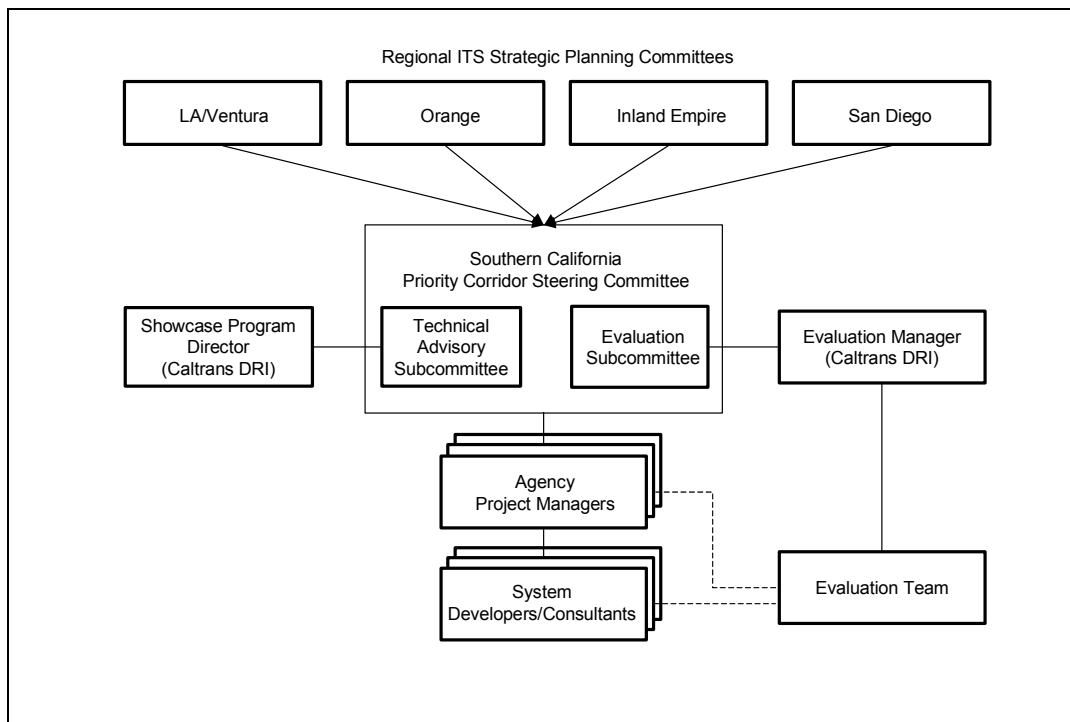 Regional ITS Strategic Planning Committees
LA/Ventura
Orange
Inland Empire
San Diego
Southern California
Priority Corridor Steering Committee
Showcase Program
Director
(Caltrans DRI)
Technical
Advisory
Subcommittee
Evaluation
Subcommittee
Evaluation Manager
(Caltrans DRI)
Agency
Project Managers
System
Developers/Consultants
Evaluation Team